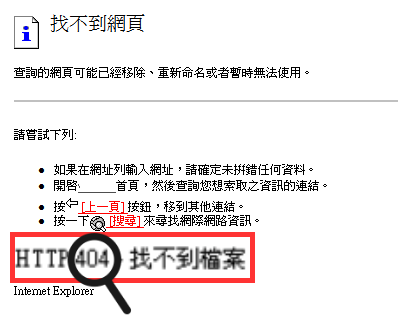 找不到網頁
查詢的網頁可能已經移除、重新命名或者暫時無法使用。
請嘗試下列:
• 如果在網址列輸入網址，請確定未拼錯任何資料。
• 開啓\______首頁，然後查詢您想索取之資訊的連結。
• 按 [上一頁] 按鈕，移到其他連結。
• 按一下 [搜尋] 來尋找網際網路資訊。
HTTP 404 - 找不到檔案
Internet Explorer